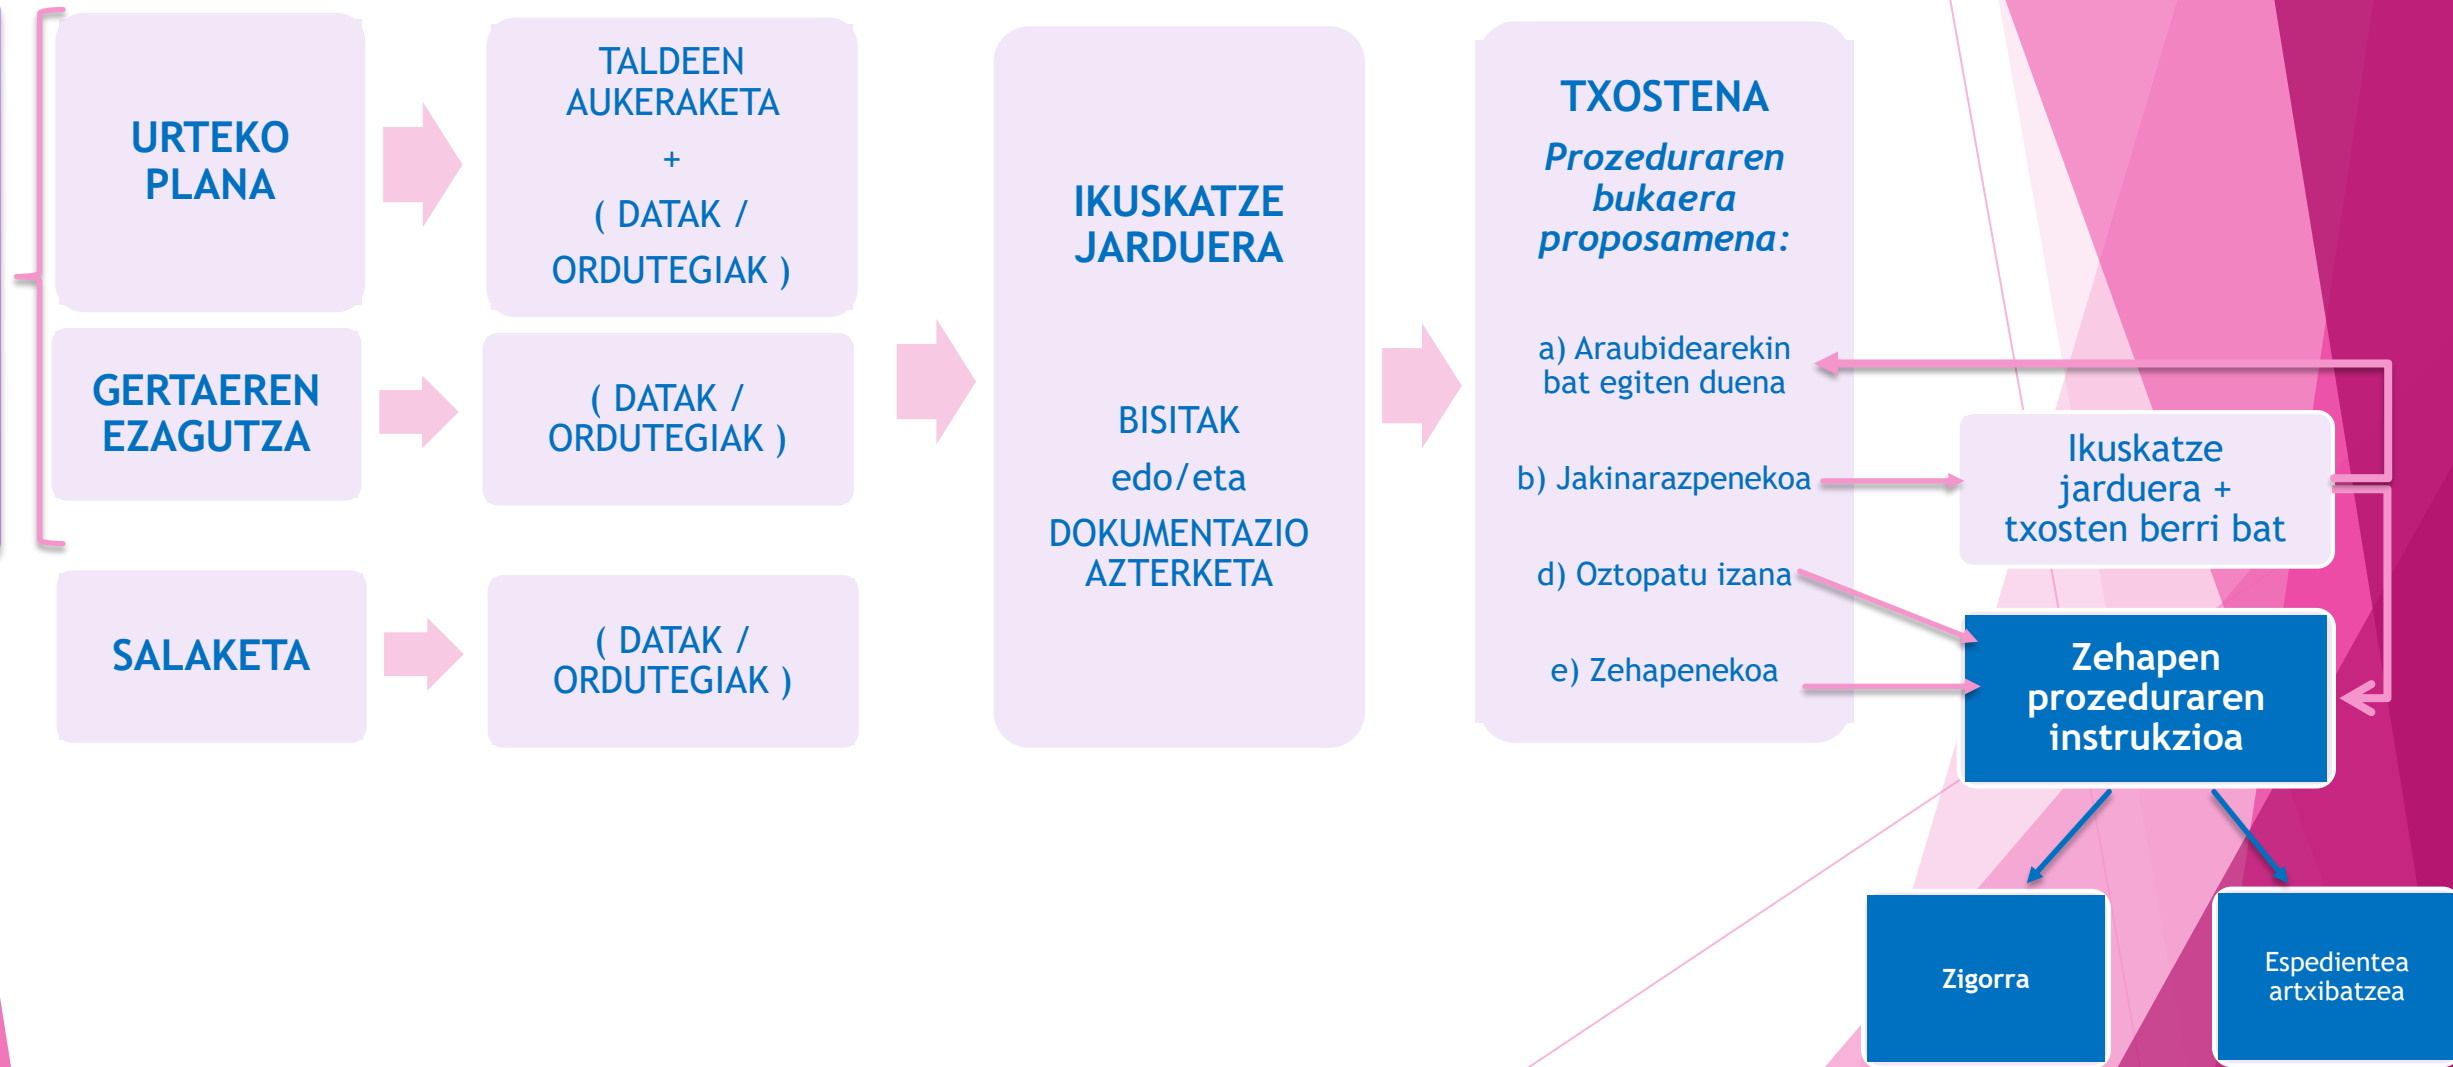 URTEKO
PLANA
TALDEEN
AUKERAKETA
+
( DATAK /
ORDUTEGIAK )
GERTAEREN
EZAGUTZA
( DATAK /
ORDUTEGIAK )
SALAKETA
( DATAK /
ORDUTEGIAK )
IKUSKATZE
JARDUERA
BISITAK
edo/eta
DOKUMENTAZIO
AZTERKETA
TXOSTENA
Prozeduraren
bukaera
proposamena:
a) Araubidearekin
bat egiten duena
b) Jakinarazpenekoa
d) Oztopatu izana
e) Zehapenekoa
Ikuskatze
jarduera +
txosten berri bat
Zehapen
prozeduraren
instrukzioa
Zigorra
Espedientea
artxibatzea